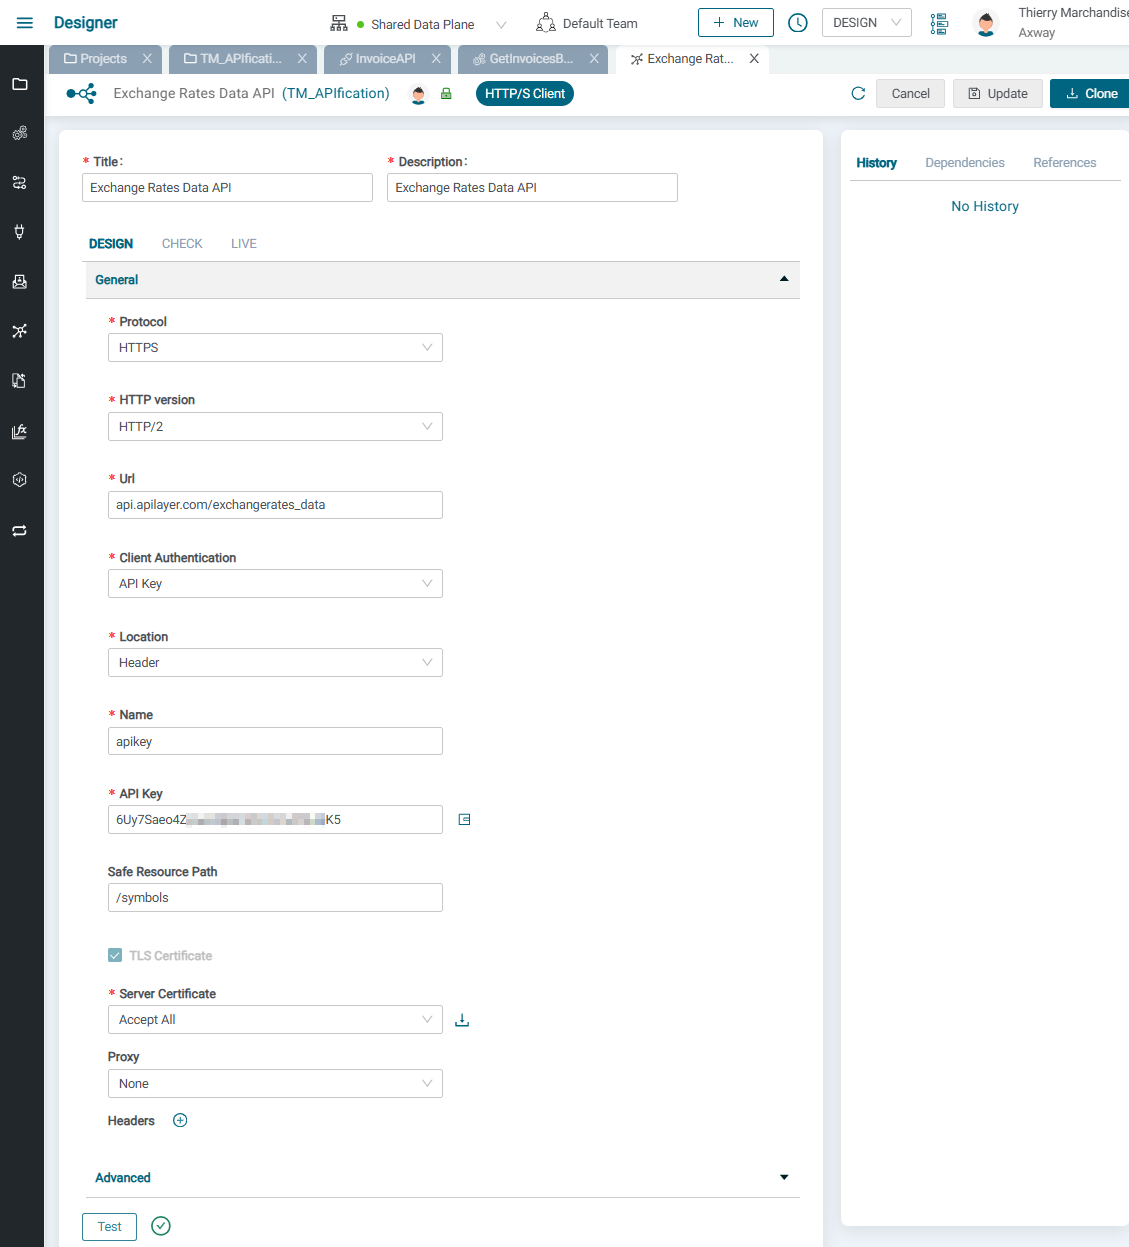 Designer
Shared Data Plane
Default Team
+ New
DESIGN
Thierry Marchandise
Axway
Projects X
TM_APIficati... X
InvoiceAPI X
GetInvoicesB... X
Exchange Rat... X
Exchange Rates Data API (TM_APIfication)
HTTP/S Client
Cancel
Update
Clone
* Title:
Exchange Rates Data API
* Description:
Exchange Rates Data API
DESIGN
CHECK
LIVE
General
* Protocol
HTTPS
* HTTP version
HTTP/2
* Url
api.apilayer.com/exchangerates_data
* Client Authentication
API Key
* Location
Header
* Name
apikey
* API Key
6Uy7Saeo4Z K5
Safe Resource Path
/symbols
TLS Certificate
* Server Certificate
Accept All
Proxy
None
Headers
Advanced
Test
History
Dependencies
References
No History